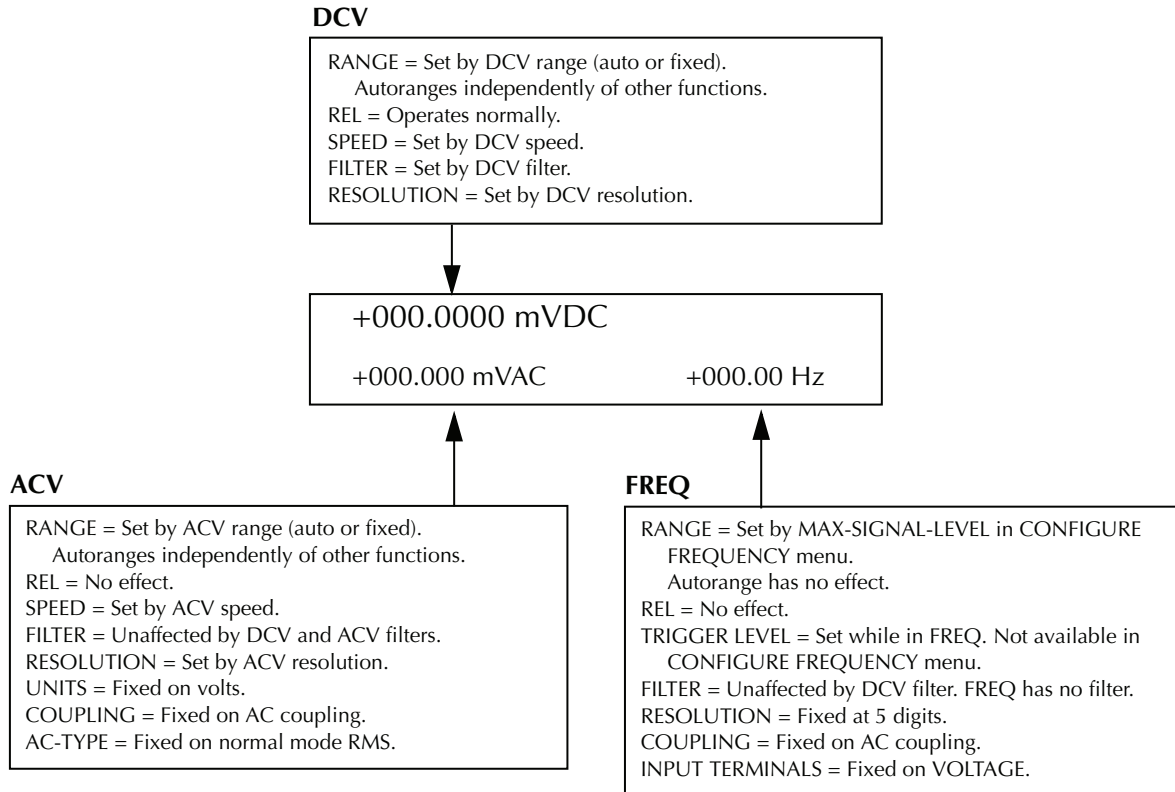 DCV
RANGE = Set by DCV range (auto or fixed).
Autoranges independently of other functions.
REL = Operates normally.
SPEED = Set by DCV speed.
FILTER = Set by DCV filter.
RESOLUTION = Set by DCV resolution.
+000.0000 mVDC
+000.000 mVAC +000.00 Hz
ACV
RANGE = Set by ACV range (auto or fixed).
Autoranges independently of other functions.
REL = No effect.
SPEED = Set by ACV speed.
FILTER = Unaffected by DCV and ACV filters.
RESOLUTION = Set by ACV resolution.
UNITS = Fixed on volts.
COUPLING = Fixed on AC coupling.
AC-TYPE = Fixed on normal mode RMS.
FREQ
RANGE = Set by MAX-SIGNAL-LEVEL in CONFIGURE
FREQUENCY menu.
Autorange has no effect.
REL = No effect.
TRIGGER LEVEL = Set while in FREQ. Not available in
CONFIGURE FREQUENCY menu.
FILTER = Unaffected by DCV filter. FREQ has no filter.
RESOLUTION = Fixed at 5 digits.
COUPLING = Fixed on AC coupling.
INPUT TERMINALS = Fixed on VOLTAGE.